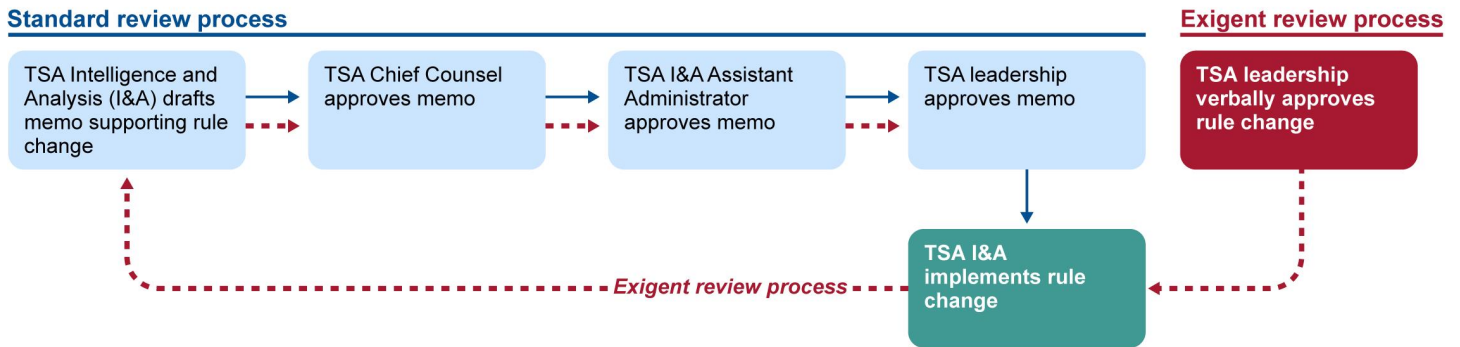 Standard review process
Exigent review process
TSA Intelligence and
Analysis (I&A) drafts
memo supporting rule
change
TSA Chief Counsel
approves memo
TSA I&A Assistant
Administrator
approves memo
TSA leadership
approves memo
TSA leadership
verbally approves
rule change
TSA I&A
implements rule
change
Exigent review process